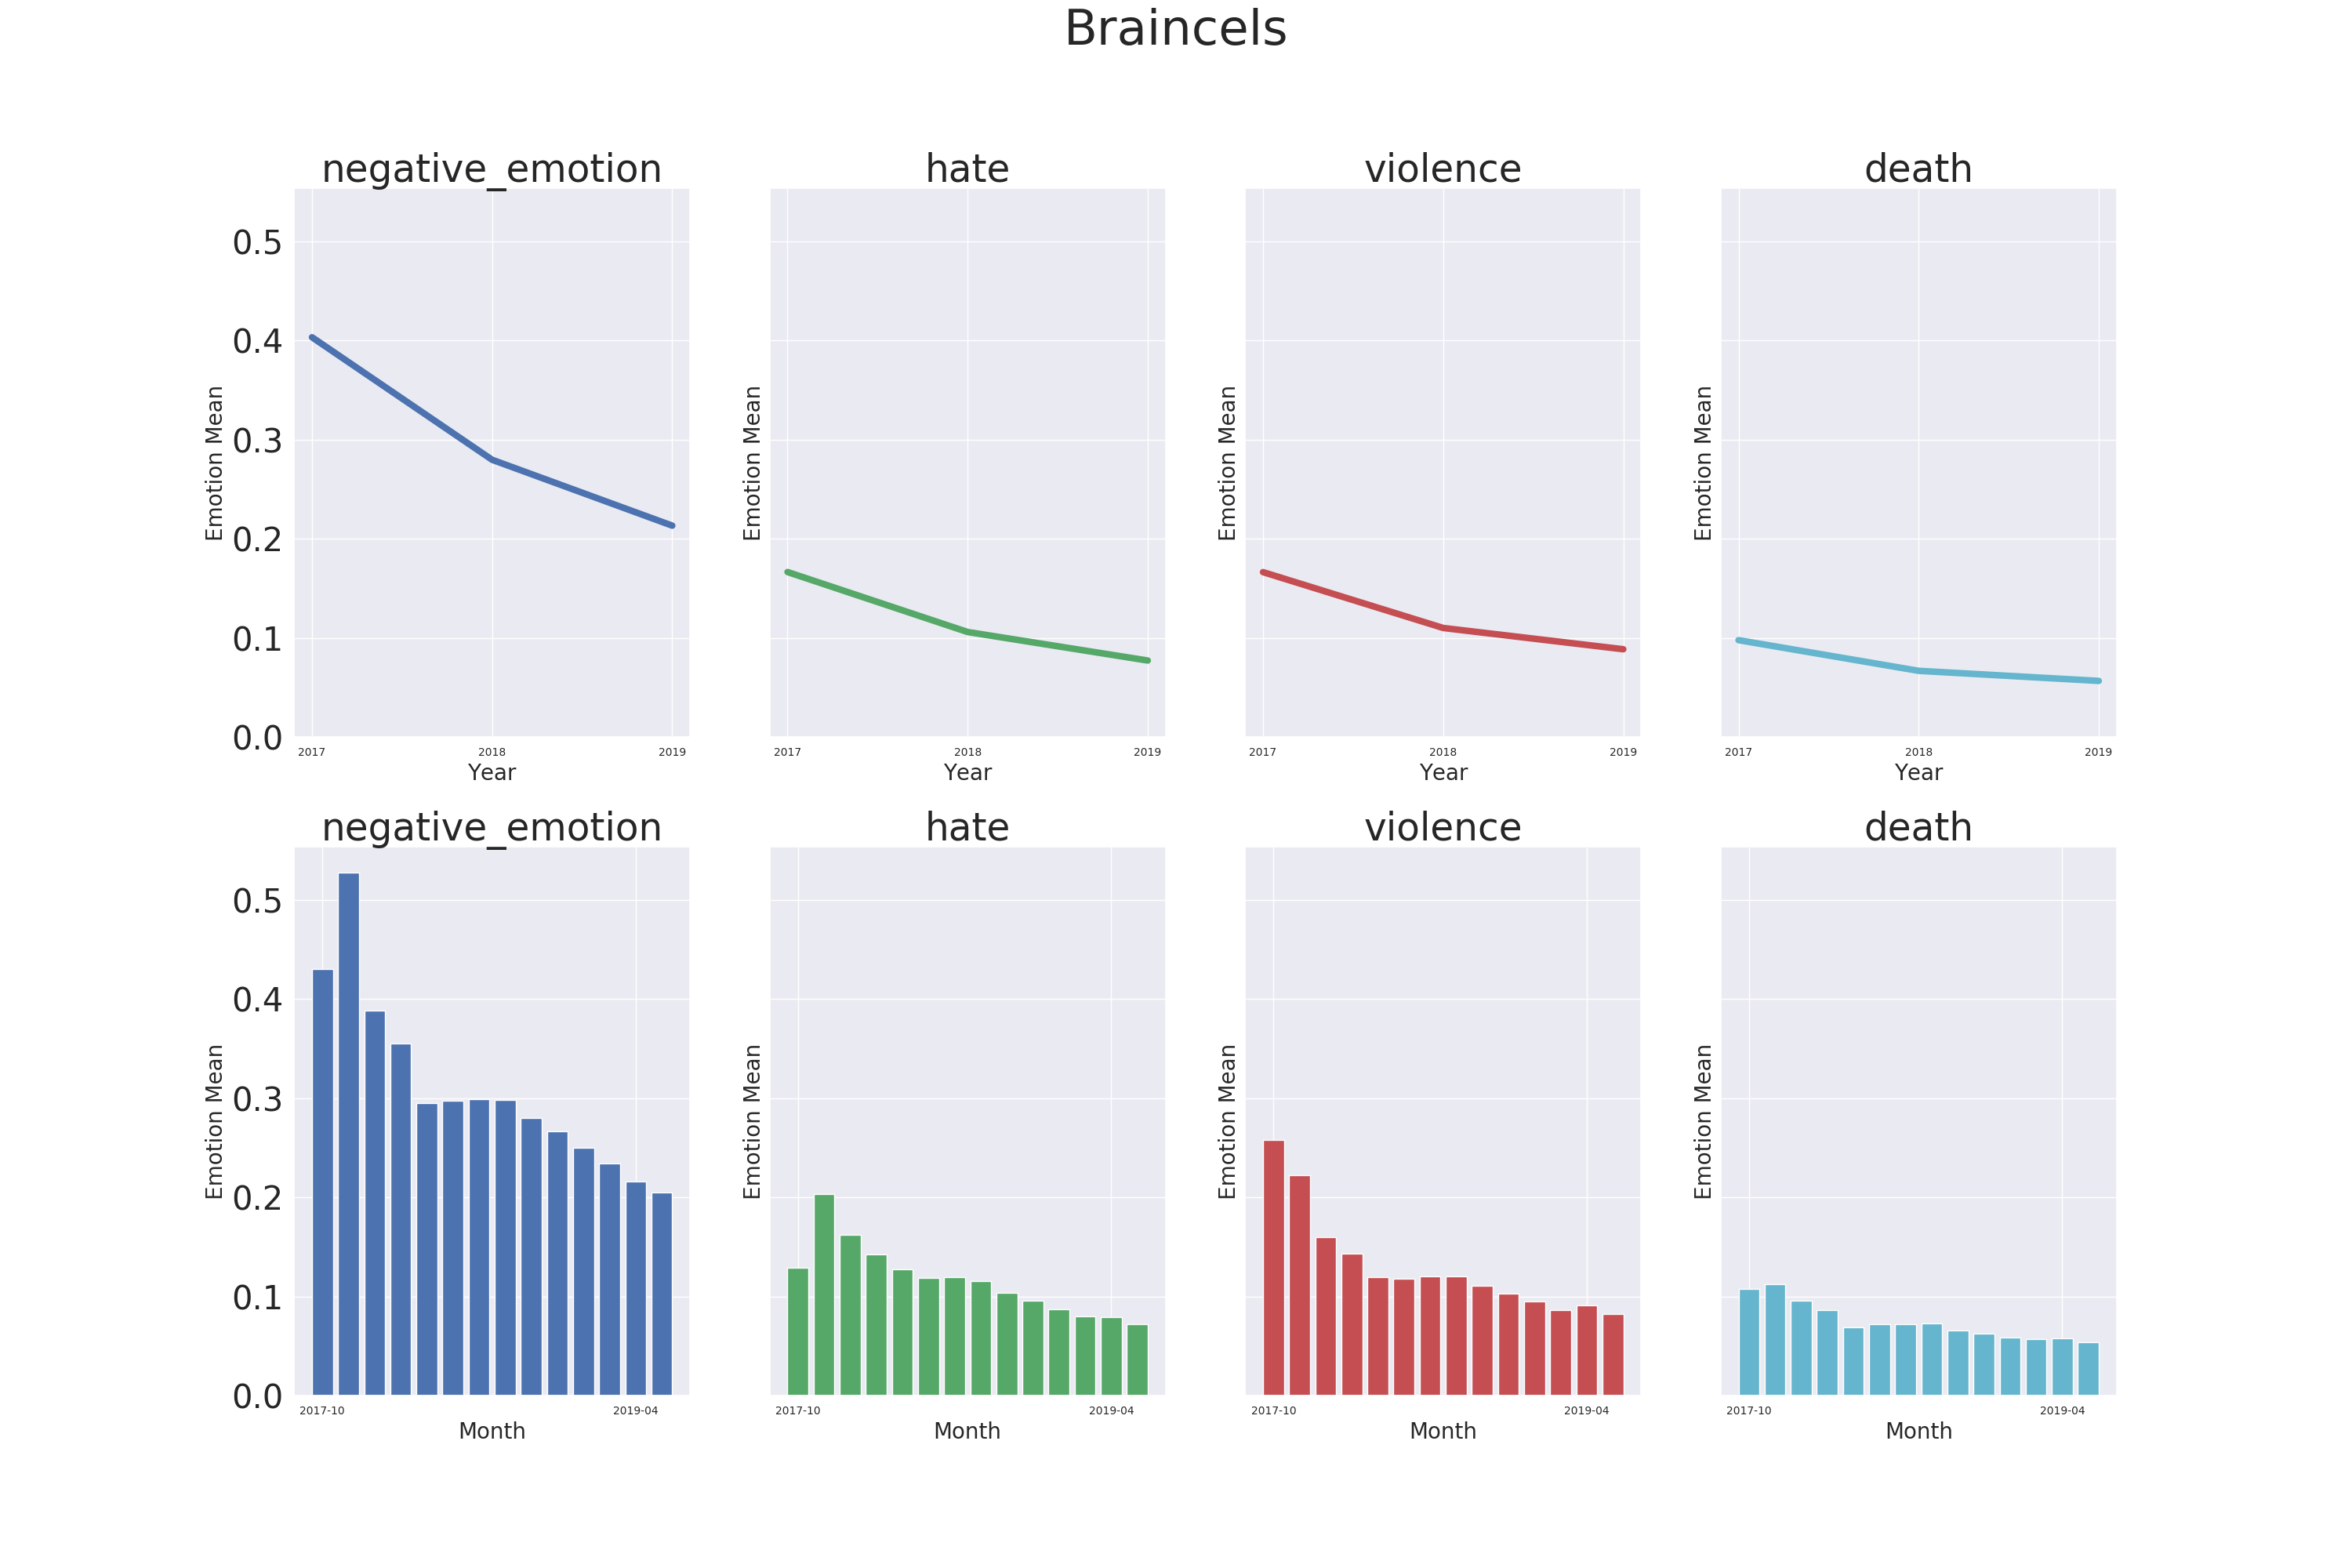 Braincels
negative_emotion
hate
violence
death
0.5
0.4
0.3
0.2
0.1
0.0
Emotion Mean
Emotion Mean
Emotion Mean
Emotion Mean
2017 2018 2019
2017 2018 2019
2017 2018 2019
2017 2018 2019
Year
Year
Year
Year
negative_emotion
hate
violence
death
0.5
0.4
0.3
0.2
0.1
0.0
Emotion Mean
Emotion Mean
Emotion Mean
Emotion Mean
2017-10 2019-04
2017-10 2019-04
2017-10 2019-04
2017-10 2019-04
Month
Month
Month
Month